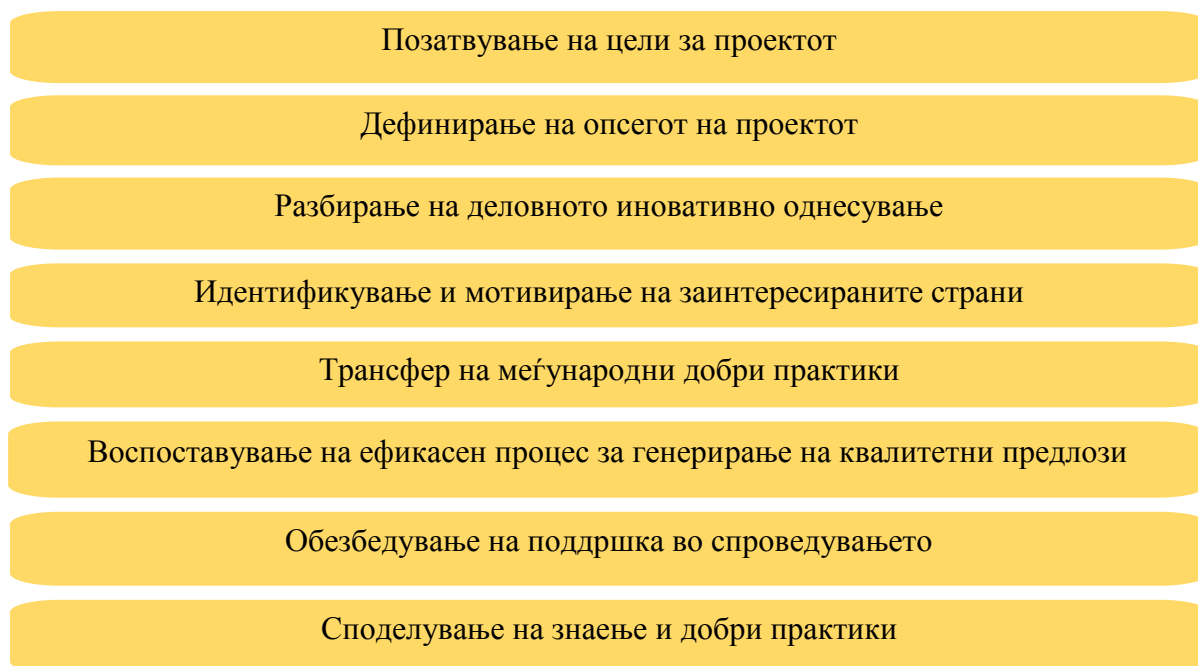 Позатвување на цели за проектот
Дефинирање на опсегот на проектот
Разбирање на деловното иновативно однесување
Идентификување и мотивирање на заинтересираните страни
Трансфер на меѓународни добри практики
Воспоставување на ефикасен процес за генерирање на квалитетни предлози
Обезбедување на поддршка во спроведувањето
Споделување на знаење и добри практики